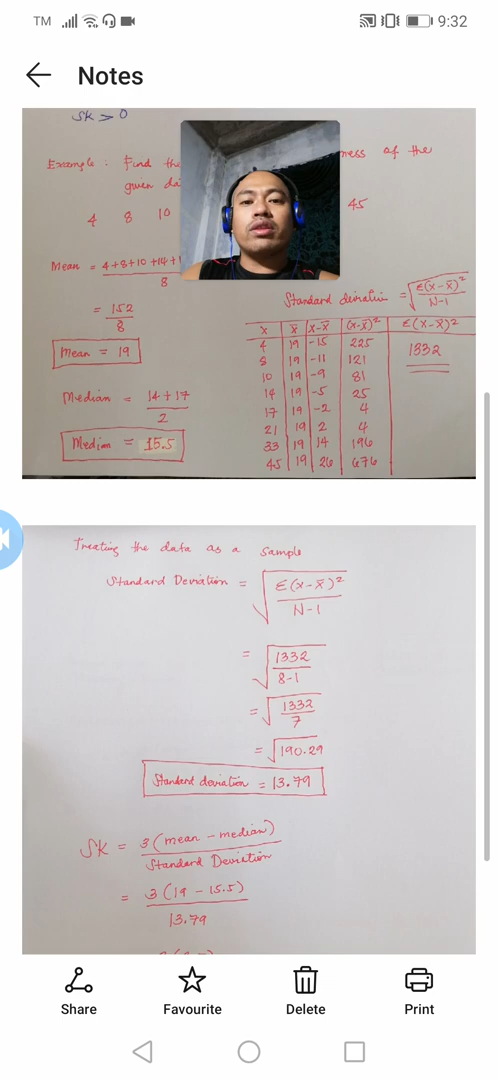 TM 9:32
Notes
SK > 0
Example: Find the ness of the
given da
4 8 10 45
Mean = 4+8+10+14+1
8
= 152
8
Mean = 19
Median = 14+17
2
Median = 15.5
Standard deviation = √Σ(x-x̄)²
N-1
x x̄ x-x̄ (x-x̄)² Σ(x-x̄)²
4 19 -15 225 1332
8 19 -11 121
10 19 -9 81
14 19 -5 25
17 19 -2 4
21 19 2 4
33 19 14 196
45 19 26 676
Treating the data as a sample
Standard Deviation = √Σ(x-x̄)²
N-1
= √1332
8-1
= √1332
7
= √190.29
Standard deviation = 13.79
SK = 3(mean - median)
Standard Deviation
= 3(19 - 15.5)
13.79
Share Favourite Delete Print